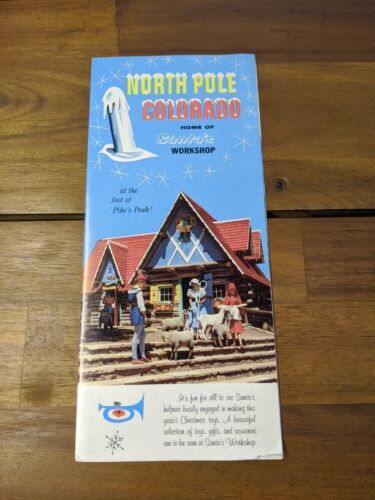 NORTH POLE
COLORADO
HOME OF
Santa's
WORKSHOP
at the
foot of
Pike's Peak!
It's fun for all to see Santa's
helpers busily engaged in making this
year's Christmas toys. A beautiful
selection of toys, gifts, and souvenirs
are to be seen at Santa's Workshop.